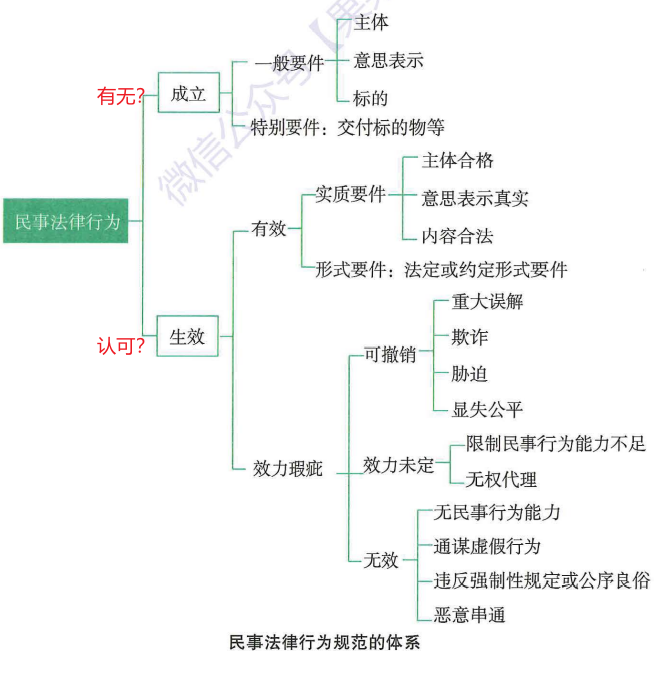 微信公众号【果
主体
一般要件
意思表示
有无?
成立
标的
特别要件：交付标的物等
主体合格
实质要件
意思表示真实
民事法律行为
有效
内容合法
形式要件：法定或约定形式要件
重大误解
认可?
生效
欺诈
可撤销
胁迫
显失公平
限制民事行为能力不足
效力瑕疵
效力未定
无权代理
无民事行为能力
通谋虚假行为
无效
违反强制性规定或公序良俗
恶意串通
民事法律行为规范的体系